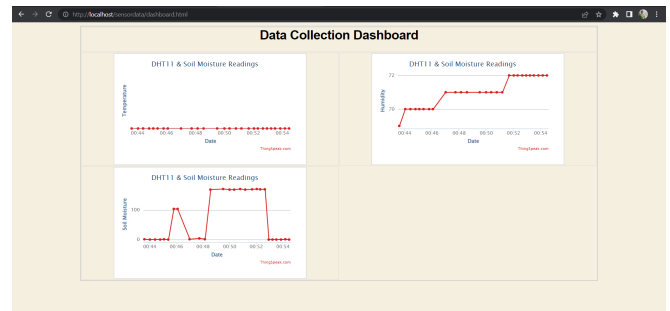 http://localhost/sensordata/dashboard.html
Data Collection Dashboard
DHT11 & Soil Moisture Readings
Temperature
00:44 00:46 00:48 00:50 00:52 00:54
Date
ThingSpeak.com
DHT11 & Soil Moisture Readings
Humidity
72
70
00:44 00:46 00:48 00:50 00:52 00:54
Date
ThingSpeak.com
DHT11 & Soil Moisture Readings
Soil Moisture
100
0
00:44 00:46 00:48 00:50 00:52 00:54
Date
ThingSpeak.com